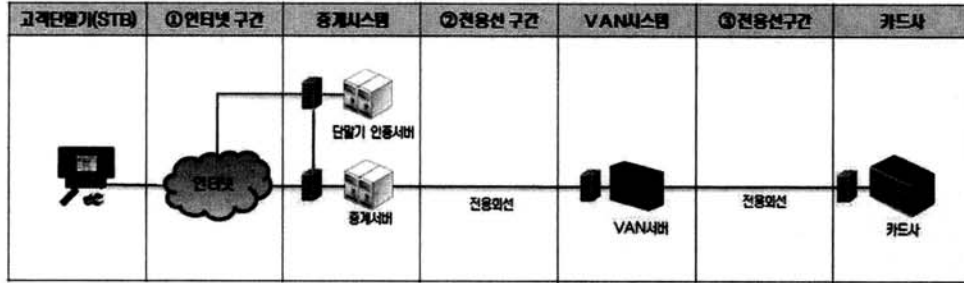 고객단말기(STB) ①인터넷 구간 중계시스템 ②전용선 구간 VAN시스템 ③전용선구간 카드사
단말기 인증서버
인터넷
중계서버
전용회선
VAN서버
전용회선
카드사